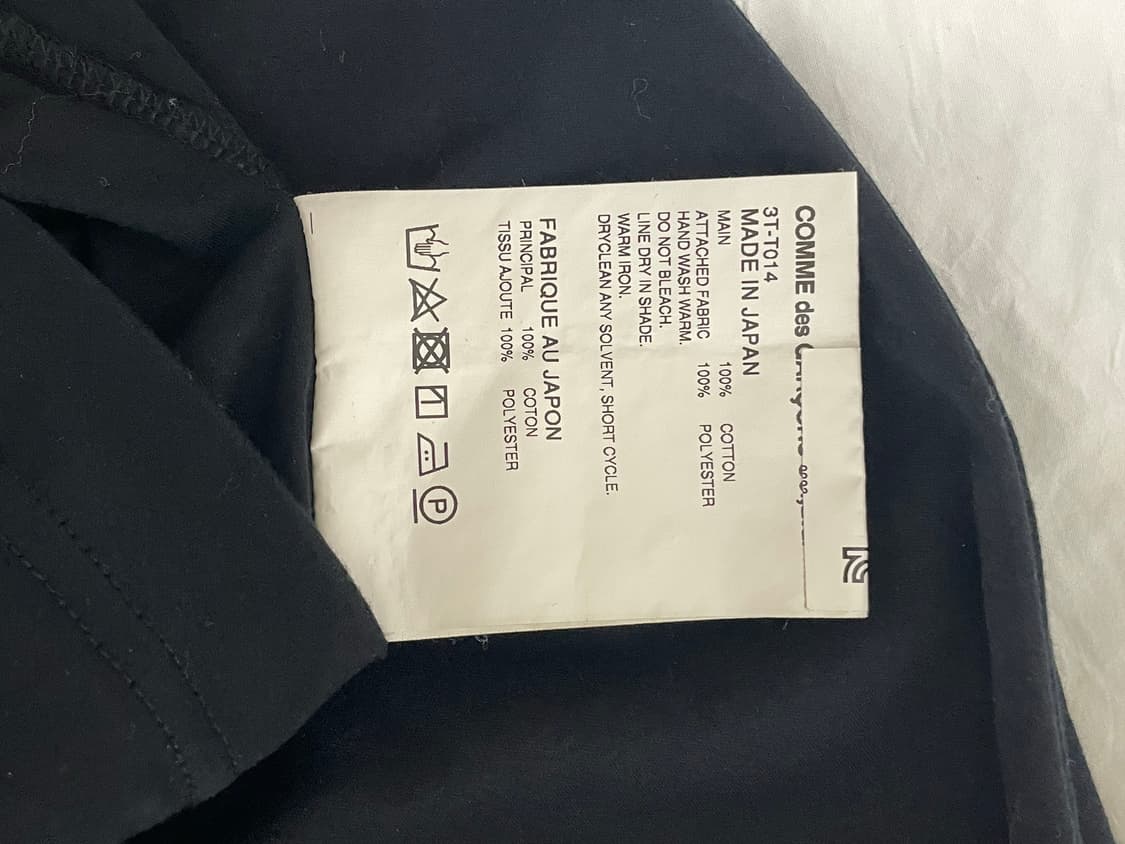 COMME des
3T-T014
MADE IN JAPAN
MAIN 100% COTTON
ATTACHED FABRIC 100% POLYESTER
HAND WASH WARM.
DO NOT BLEACH.
LINE DRY IN SHADE.
WARM IRON.
DRYCLEAN ANY SOLVENT, SHORT CYCLE.
FABRIQUE AU JAPON
PRINCIPAL 100% COTON
TISSU AJOUTE 100% POLYESTER
P